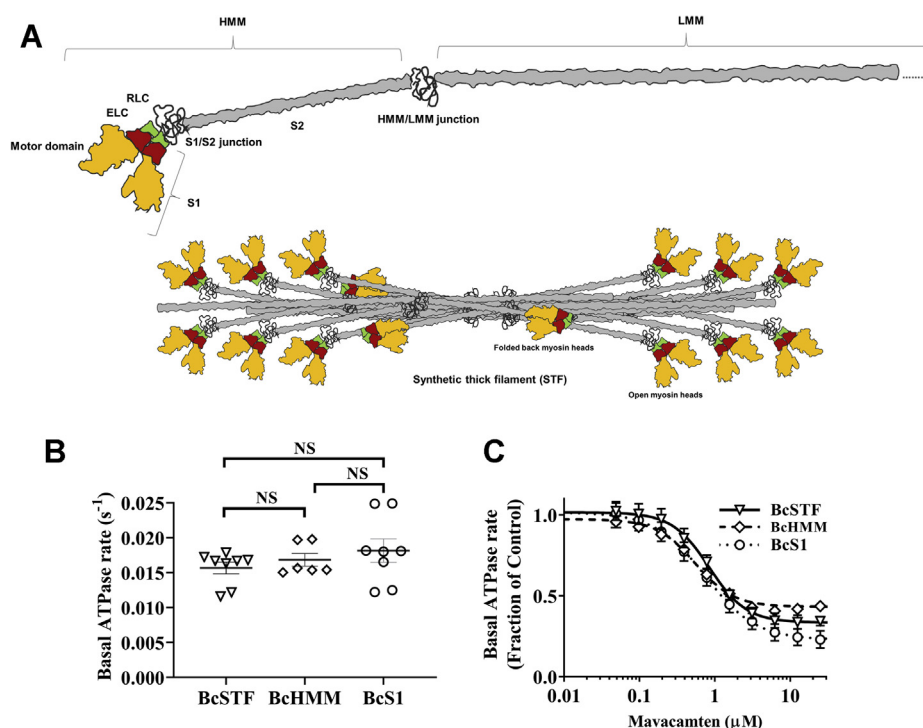 A
HMM
LMM
RLC
ELC
S2
HMM/LMM junction
S1/S2 junction
Motor domain
S1
Folded back myosin heads
Synthetic thick filament (STF)
Open myosin heads
B
NS
NS
NS
Basal ATPase rate (s⁻¹)
0.025
0.020
0.015
0.010
0.005
0.000
BcSTF
BcHMM
BcS1
C
Basal ATPase rate
(Fraction of Control)
1.0
0.5
0.0
BcSTF
BcHMM
BcS1
0.01
0.1
1
10
Mavacamten (μM)